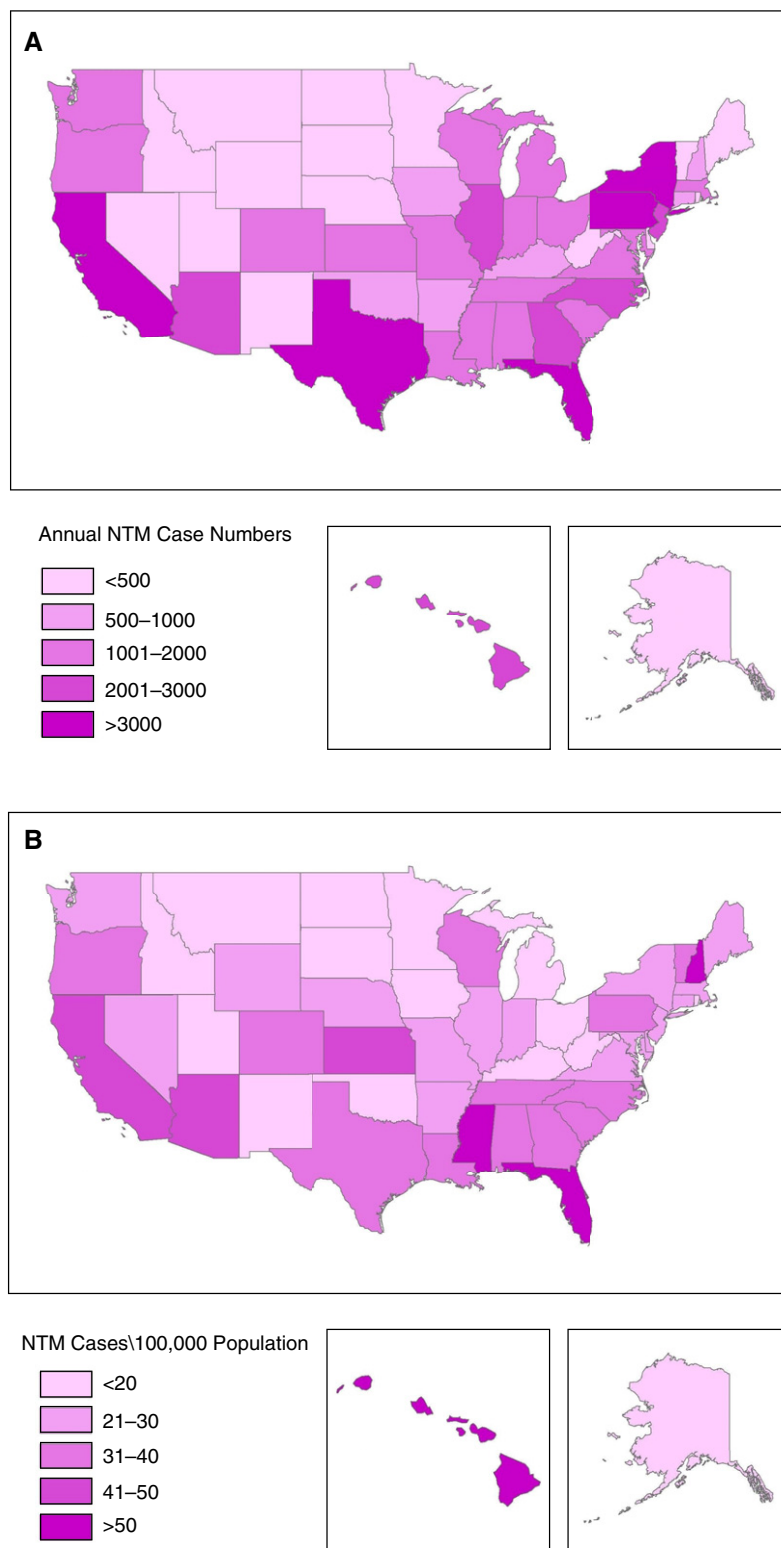 A
Annual NTM Case Numbers
<500
500–1000
1001–2000
2001–3000
>3000
B
NTM Cases\100,000 Population
<20
21–30
31–40
41–50
>50